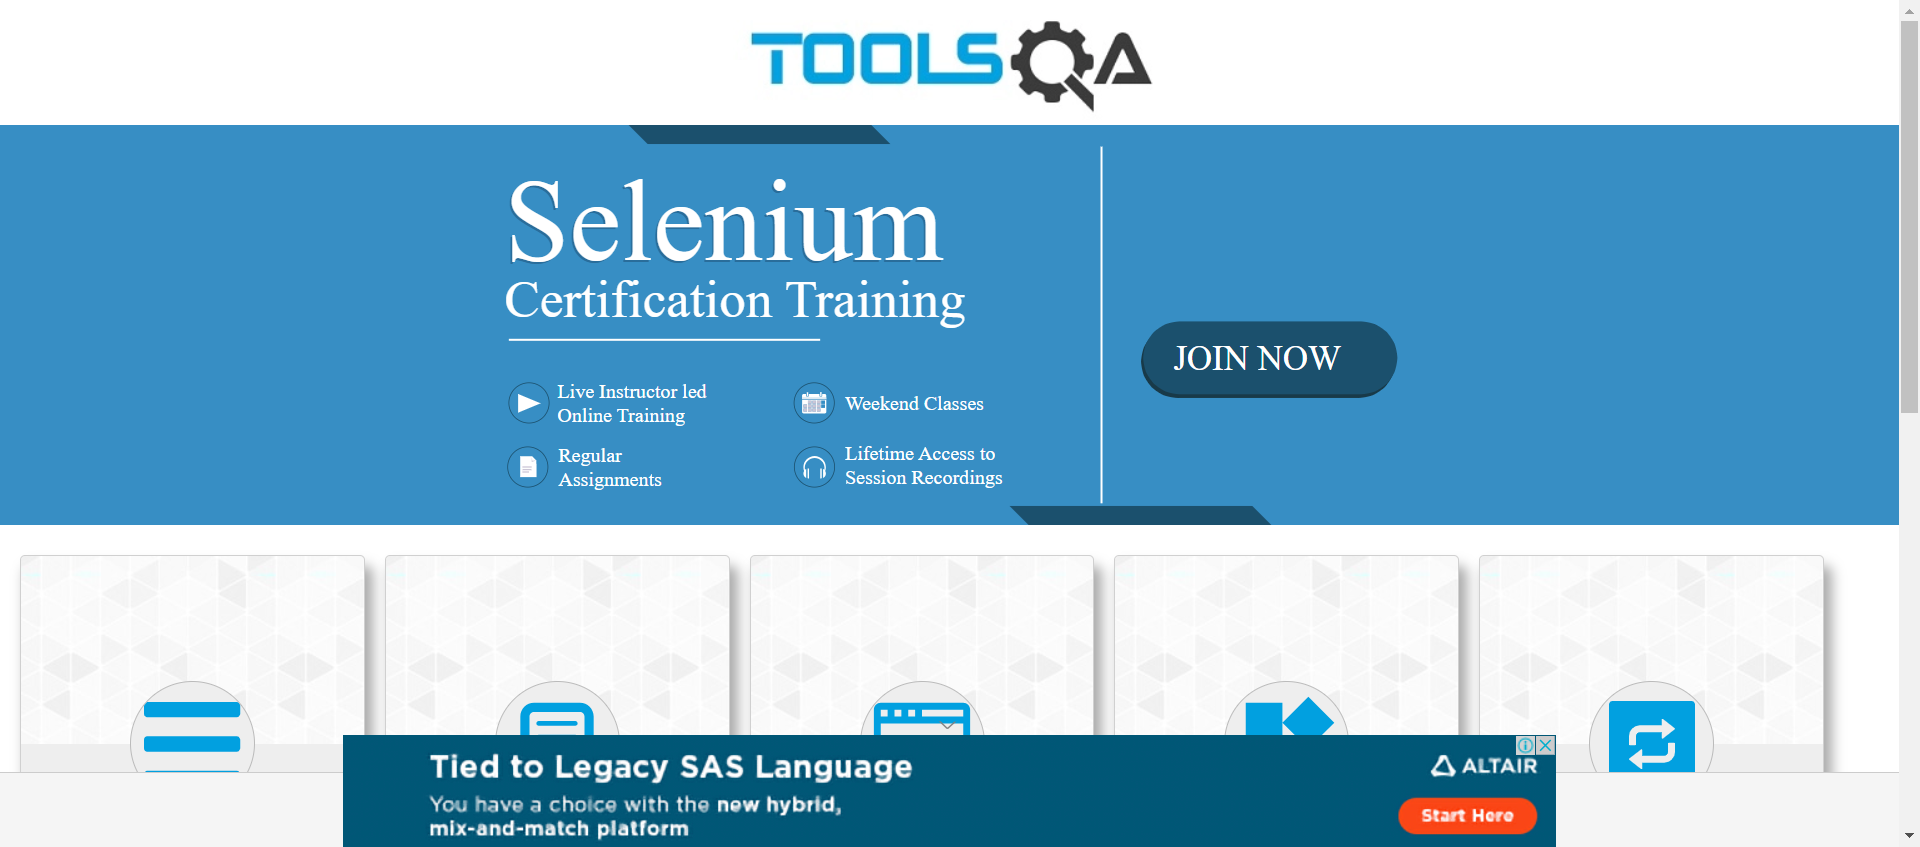 TOOLSQA
Selenium
Certification Training
JOIN NOW
Live Instructor led
Online Training
Weekend Classes
Regular
Assignments
Lifetime Access to
Session Recordings
Tied to Legacy SAS Language
You have a choice with the new hybrid,
mix-and-match platform
ALTAIR
Start Here